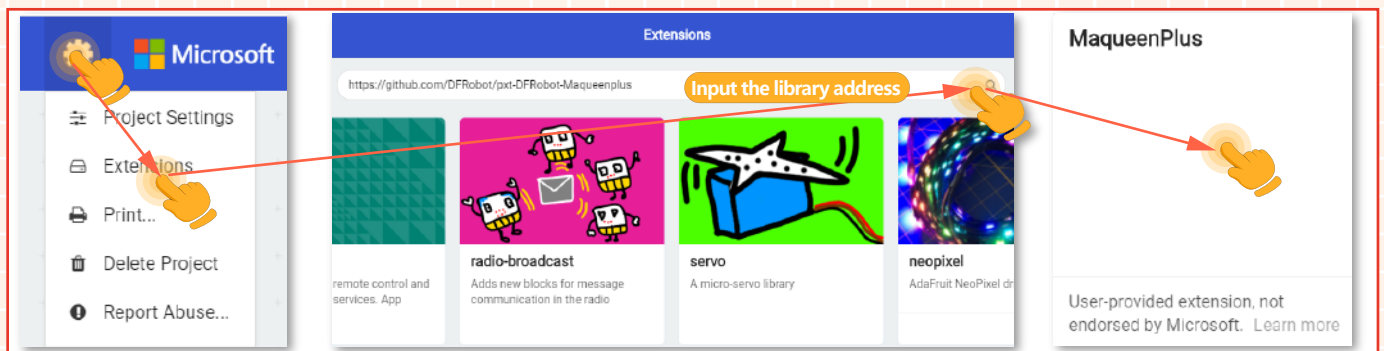 Microsoft
Project Settings
Extensions
Print...
Delete Project
Report Abuse...
Extensions
https://github.com/DFRobot/pxt-DFRobot-Maqueenplus
Input the library address
remote control and
services. App
radio-broadcast
Adds new blocks for message
communication in the radio
servo
A micro-servo library
neopixel
AdaFruit NeoPixel dr
MaqueenPlus
User-provided extension, not
endorsed by Microsoft. Learn more